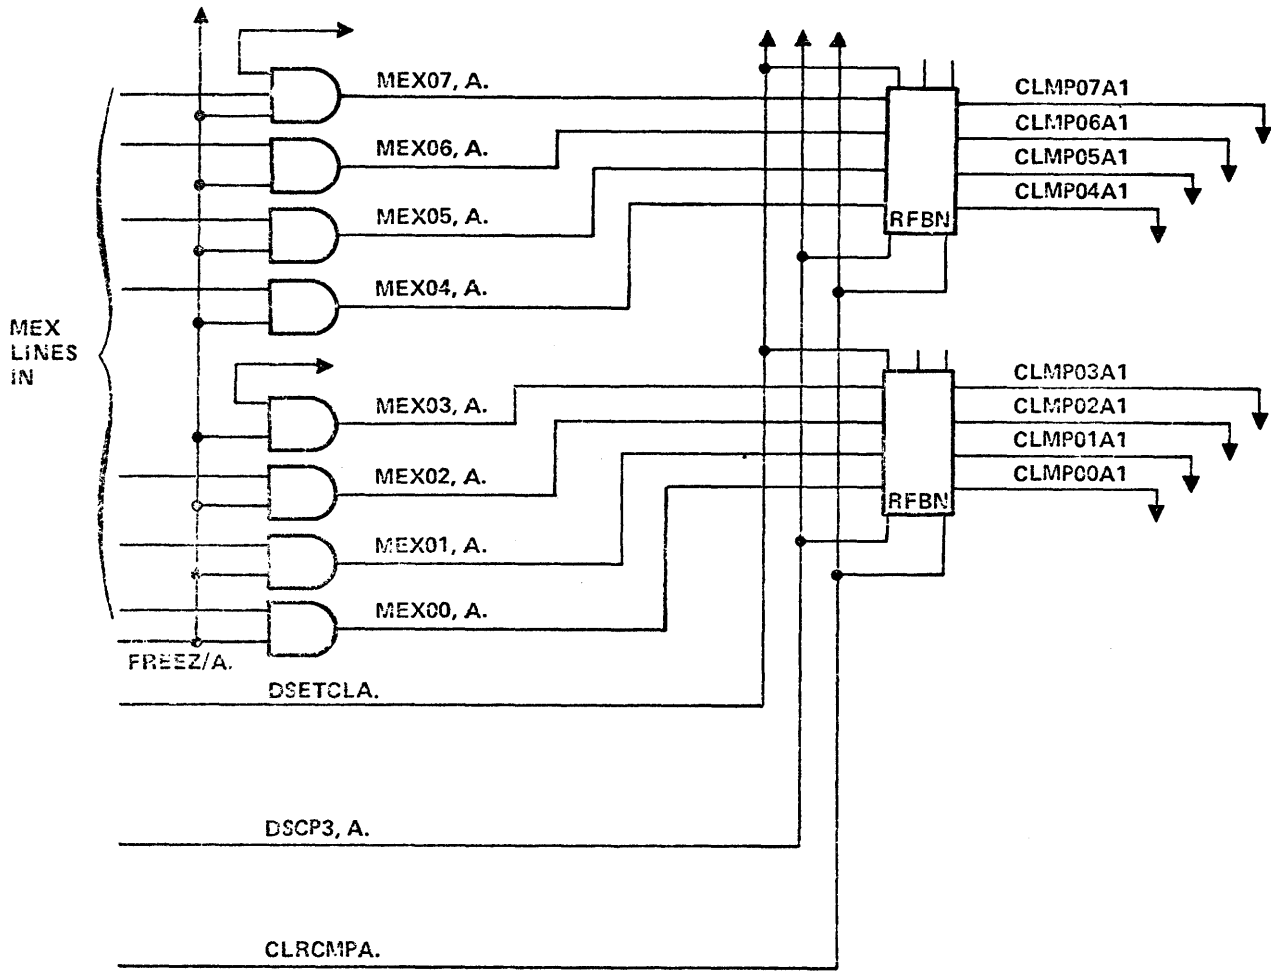 MEX07, A.
CLMP07A1
MEX06, A.
CLMP06A1
MEX05, A.
CLMP05A1
CLMP04A1
RFBN
MEX04, A.
MEX
LINES
IN
MEX03, A.
CLMP03A1
CLMP02A1
MEX02, A.
CLMP01A1
CLMP00A1
RFBN
MEX01, A.
MEX00, A.
FREEZ/A.
DSETCLA.
DSCP3, A.
CLRCMPA.